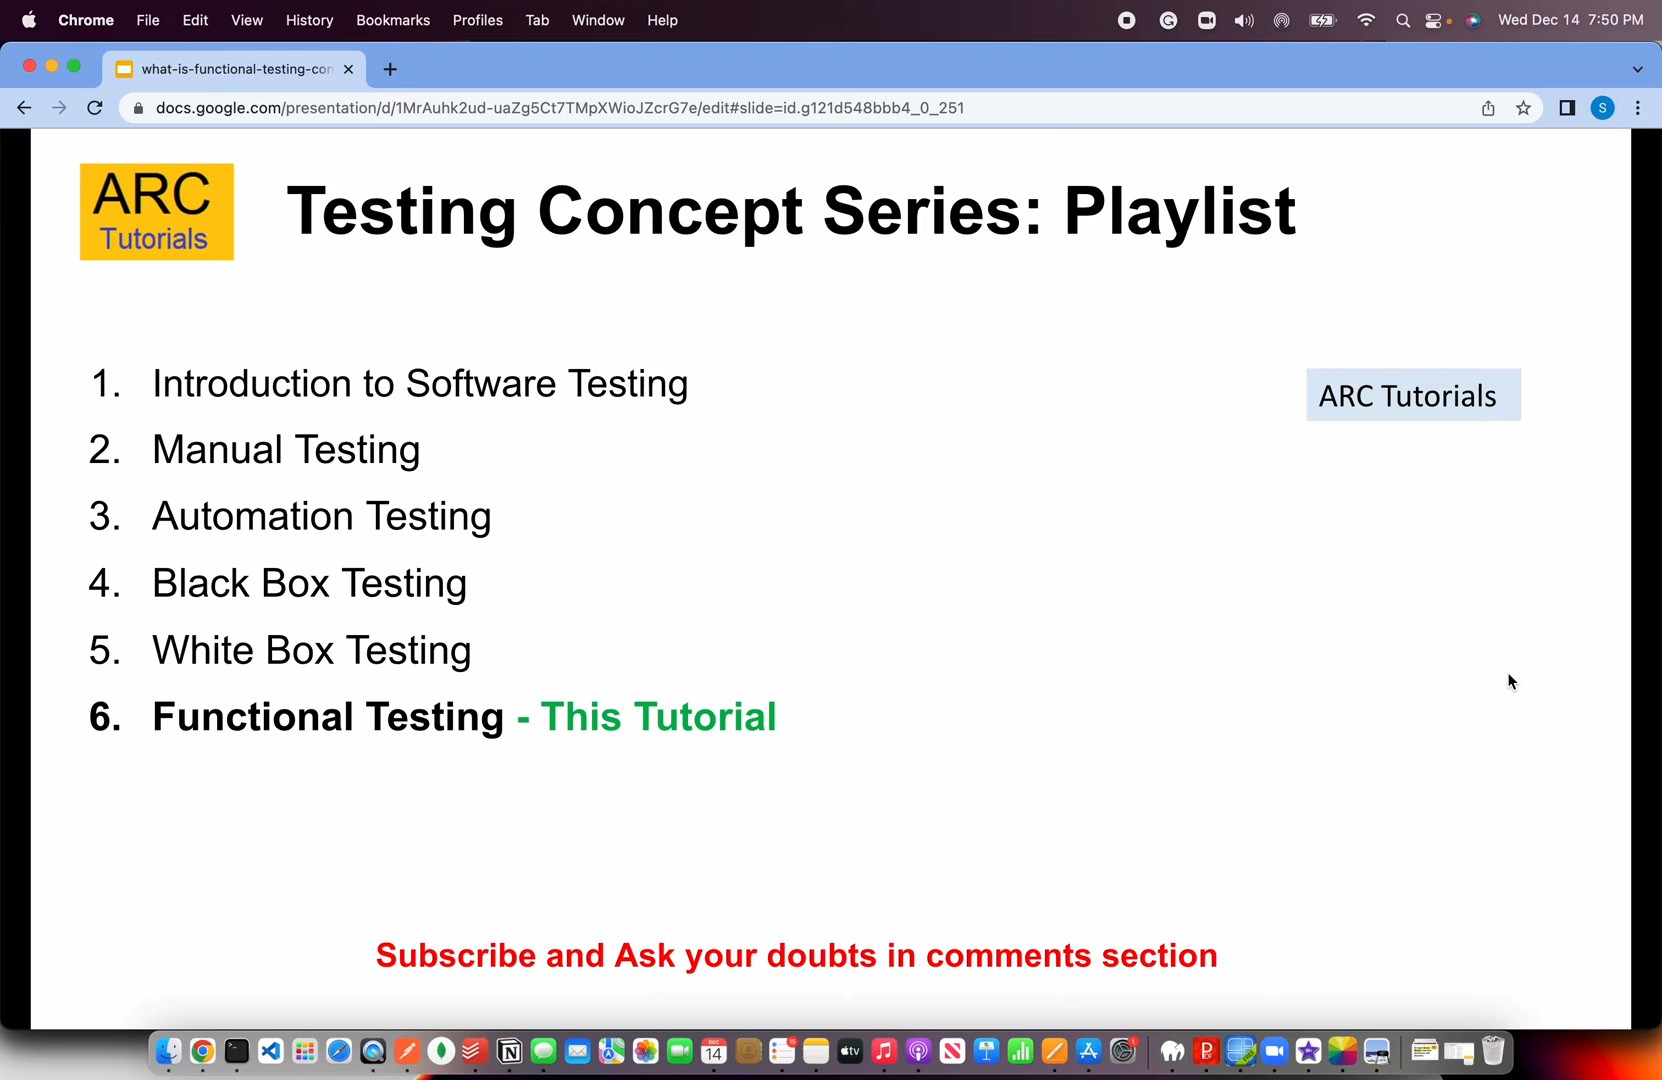 Chrome File Edit View History Bookmarks Profiles Tab Window Help Wed Dec 14 7:50 PM
what-is-functional-testing-con
docs.google.com/presentation/d/1MrAuhk2ud-uaZg5Ct7TMpXWioJZcrG7e/edit#slide=id.g121d548bbb4_0_251 S
ARC
Tutorials
Testing Concept Series: Playlist
1. Introduction to Software Testing
ARC Tutorials
2. Manual Testing
3. Automation Testing
4. Black Box Testing
5. White Box Testing
6. Functional Testing - This Tutorial
Subscribe and Ask your doubts in comments section
DEC
14
tv